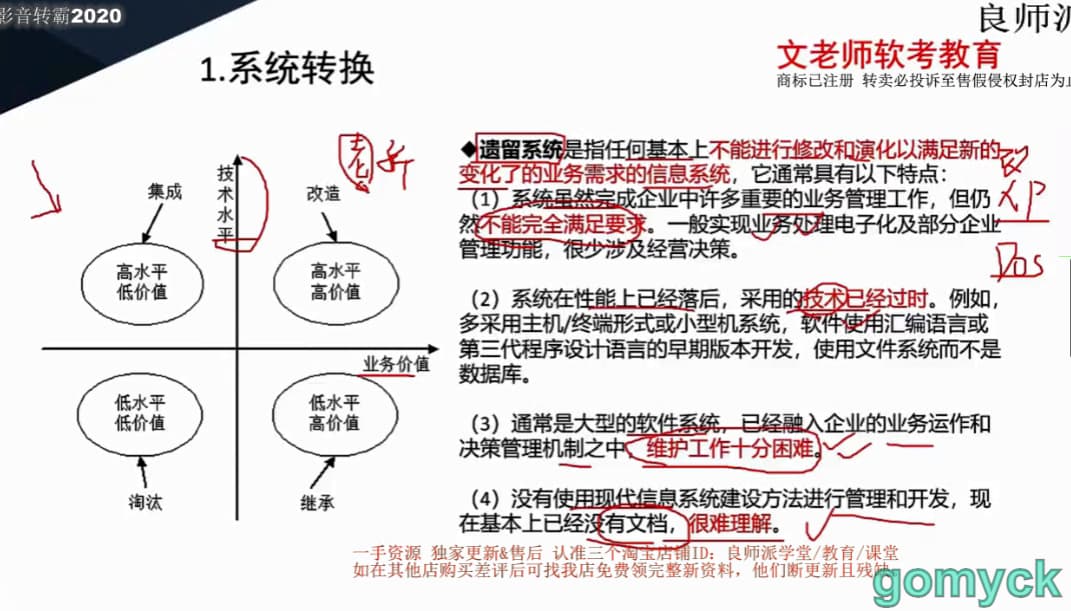 影音转霸2020
良师派
文老师软考教育
商标已注册 转卖必投诉至售假侵权封店为止
1.系统转换
老 新
技术水平
集成
改造
高水平
低价值
高水平
高价值
业务价值
低水平
低价值
低水平
高价值
淘汰
继承
◆遗留系统是指任何基本上不能进行修改和演化以满足新的
变化了的业务需求的信息系统，它通常具有以下特点：
（1）系统虽然完成企业中许多重要的业务管理工作，但仍
然不能完全满足要求。一般实现业务处理电子化及部分企业
管理功能，很少涉及经营决策。
XP
DOS
（2）系统在性能上已经落后，采用的技术已经过时。例如，
多采用主机/终端形式或小型机系统，软件使用汇编语言或
第三代程序设计语言的早期版本开发，使用文件系统而不是
数据库。
（3）通常是大型的软件系统，已经融入企业的业务运作和
决策管理机制之中，维护工作十分困难。
（4）没有使用现代信息系统建设方法进行管理和开发，现
在基本上已经没有文档，很难理解。
一手资源 独家更新&售后 认准三个淘宝店铺ID：良师派学堂/教育/课堂
如在其他店购买差评后可找我店免费领完整新资料，他们断更新且残缺
gomyck